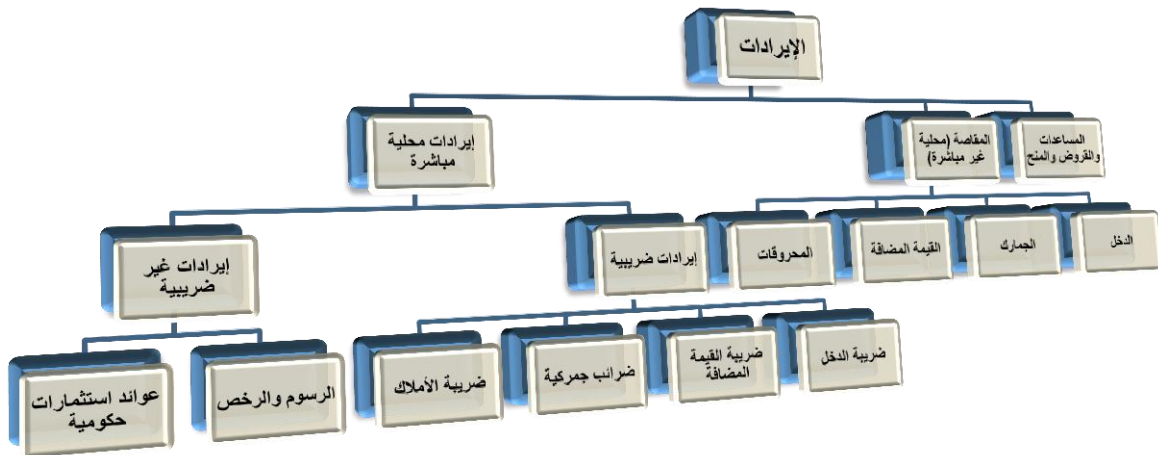 الإيرادات
المساعدات
والقروض والمنح
المقاصة (محلية
غير مباشرة)
إيرادات محلية
مباشرة
الدخل
الجمارك
القيمة المضافة
المحروقات
إيرادات ضريبية
إيرادات غير
ضريبية
ضريبة الدخل
ضريبة القيمة
المضافة
ضرائب جمركية
ضريبة الأملاك
الرسوم والرخص
عوائد استثمارات
حكومية